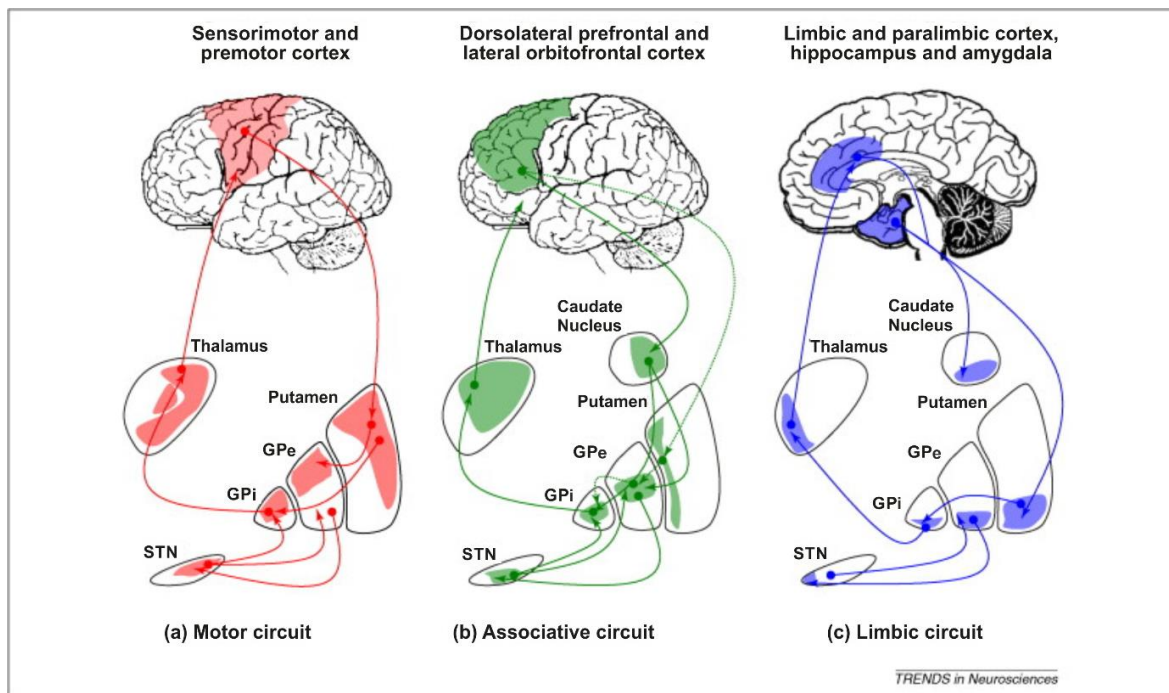 Sensorimotor and
premotor cortex
Dorsolateral prefrontal and
lateral orbitofrontal cortex
Limbic and paralimbic cortex,
hippocampus and amygdala
Thalamus
Putamen
GPe
GPi
STN
Caudate
Nucleus
Thalamus
Putamen
GPe
GPi
STN
Caudate
Nucleus
Thalamus
Putamen
GPe
GPi
STN
(a) Motor circuit
(b) Associative circuit
(c) Limbic circuit
TRENDS in Neurosciences